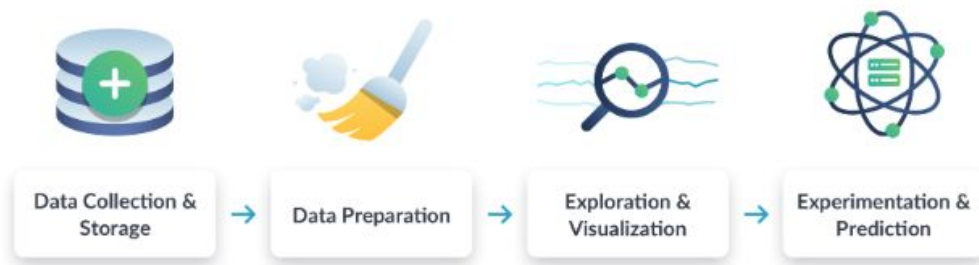 Data Collection &
Storage
Data Preparation
Exploration &
Visualization
Experimentation &
Prediction